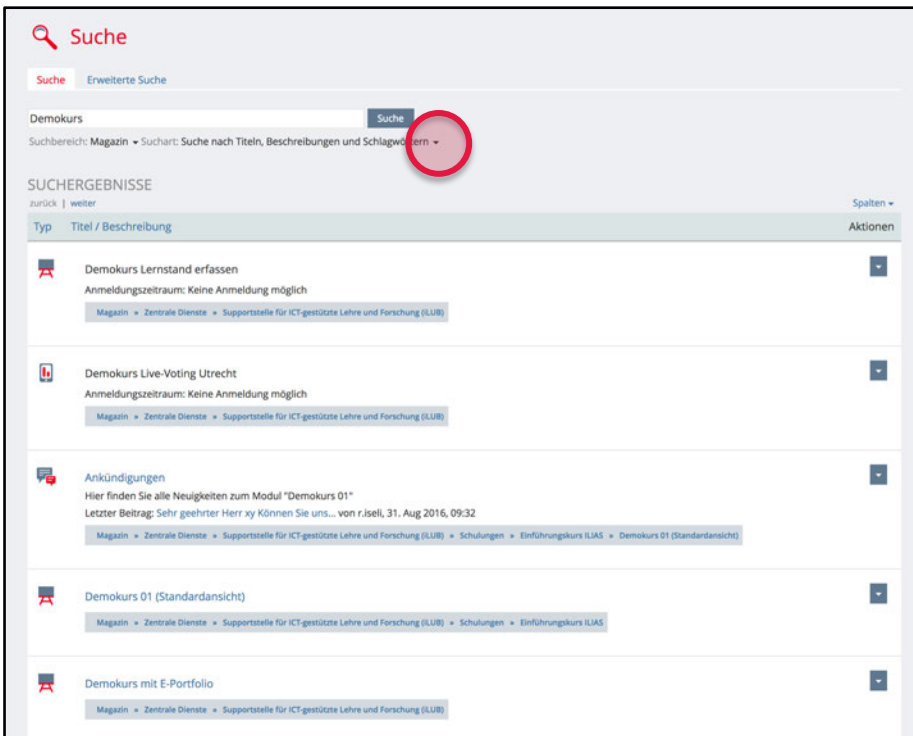 Suche
Suche Erweiterte Suche
Demokurs Suche
Suchbereich: Magazin Suchart: Suche nach Titeln, Beschreibungen und Schlagwörtern
SUCHERGEBNISSE
zurück | weiter Spalten
Typ Titel / Beschreibung Aktionen
Demokurs Lernstand erfassen
Anmeldungszeitraum: Keine Anmeldung möglich
Magazin » Zentrale Dienste » Supportstelle für ICT-gestützte Lehre und Forschung (iLUB)
Demokurs Live-Voting Utrecht
Anmeldungszeitraum: Keine Anmeldung möglich
Magazin » Zentrale Dienste » Supportstelle für ICT-gestützte Lehre und Forschung (iLUB)
Ankündigungen
Hier finden Sie alle Neuigkeiten zum Modul "Demokurs 01"
Letzter Beitrag: Sehr geehrter Herr xy Können Sie uns... von r.iseli, 31. Aug 2016, 09:32
Magazin » Zentrale Dienste » Supportstelle für ICT-gestützte Lehre und Forschung (iLUB) » Schulungen » Einführungskurs ILIAS » Demokurs 01 (Standardansicht)
Demokurs 01 (Standardansicht)
Magazin » Zentrale Dienste » Supportstelle für ICT-gestützte Lehre und Forschung (iLUB) » Schulungen » Einführungskurs ILIAS
Demokurs mit E-Portfolio
Magazin » Zentrale Dienste » Supportstelle für ICT-gestützte Lehre und Forschung (iLUB)